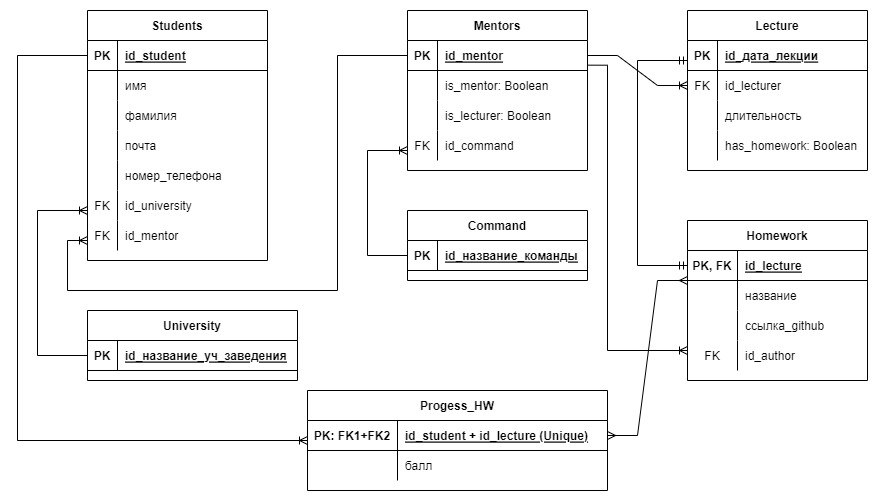 Students
PK id_student
имя
фамилия
почта
номер_телефона
FK id_university
FK id_mentor
Mentors
PK id_mentor
is_mentor: Boolean
is_lecturer: Boolean
FK id_command
Lecture
PK id_дата_лекции
FK id_lecturer
длительность
has_homework: Boolean
Command
PK id_название_команды
Homework
PK, FK id_lecture
название
ссылка_github
FK id_author
University
PK id_название_уч_заведения
Progess_HW
PK: FK1+FK2 id_student + id_lecture (Unique)
балл